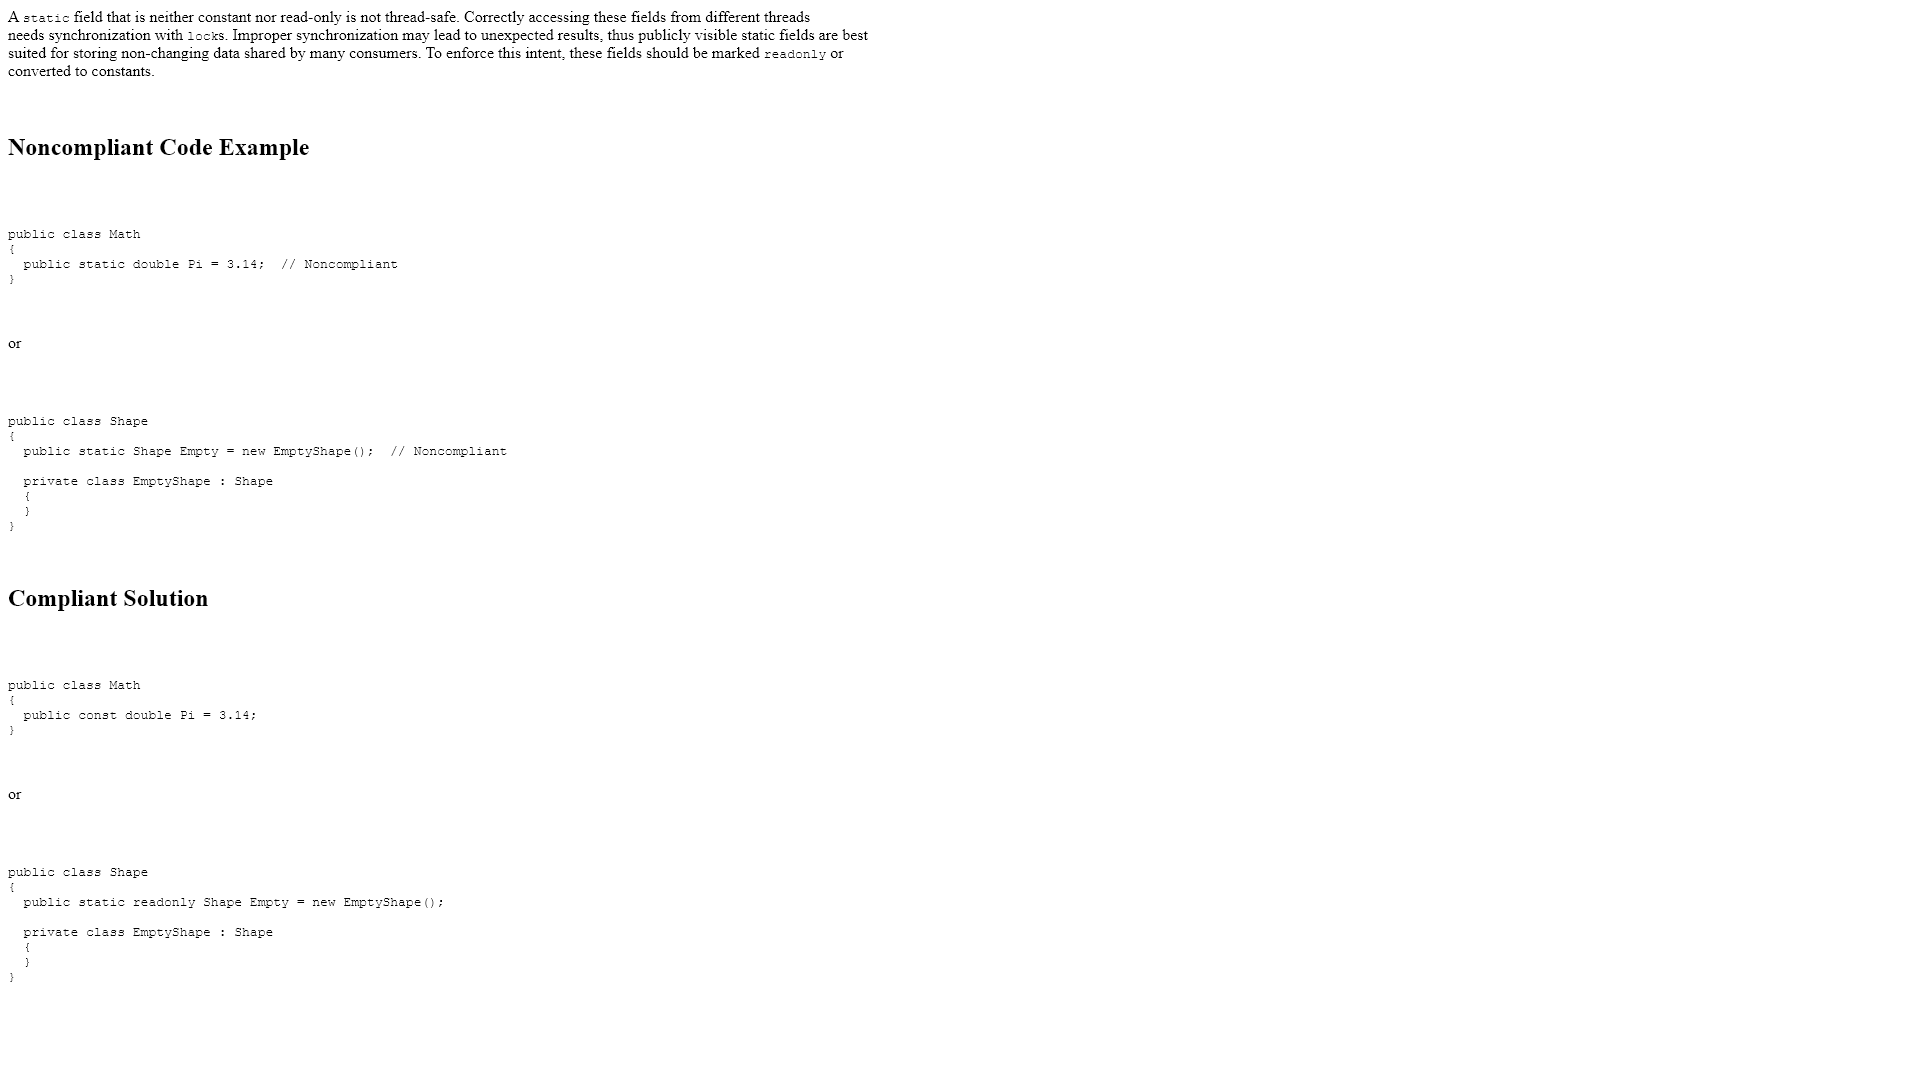 A static field that is neither constant nor read-only is not thread-safe. Correctly accessing these fields from different threads
needs synchronization with locks. Improper synchronization may lead to unexpected results, thus publicly visible static fields are best
suited for storing non-changing data shared by many consumers. To enforce this intent, these fields should be marked readonly or
converted to constants.
Noncompliant Code Example
public class Math
{
  public static double Pi = 3.14;  // Noncompliant
}
or
public class Shape
{
  public static Shape Empty = new EmptyShape();  // Noncompliant
  private class EmptyShape : Shape
  {
  }
}
Compliant Solution
public class Math
{
  public const double Pi = 3.14;
}
or
public class Shape
{
  public static readonly Shape Empty = new EmptyShape();
  private class EmptyShape : Shape
  {
  }
}